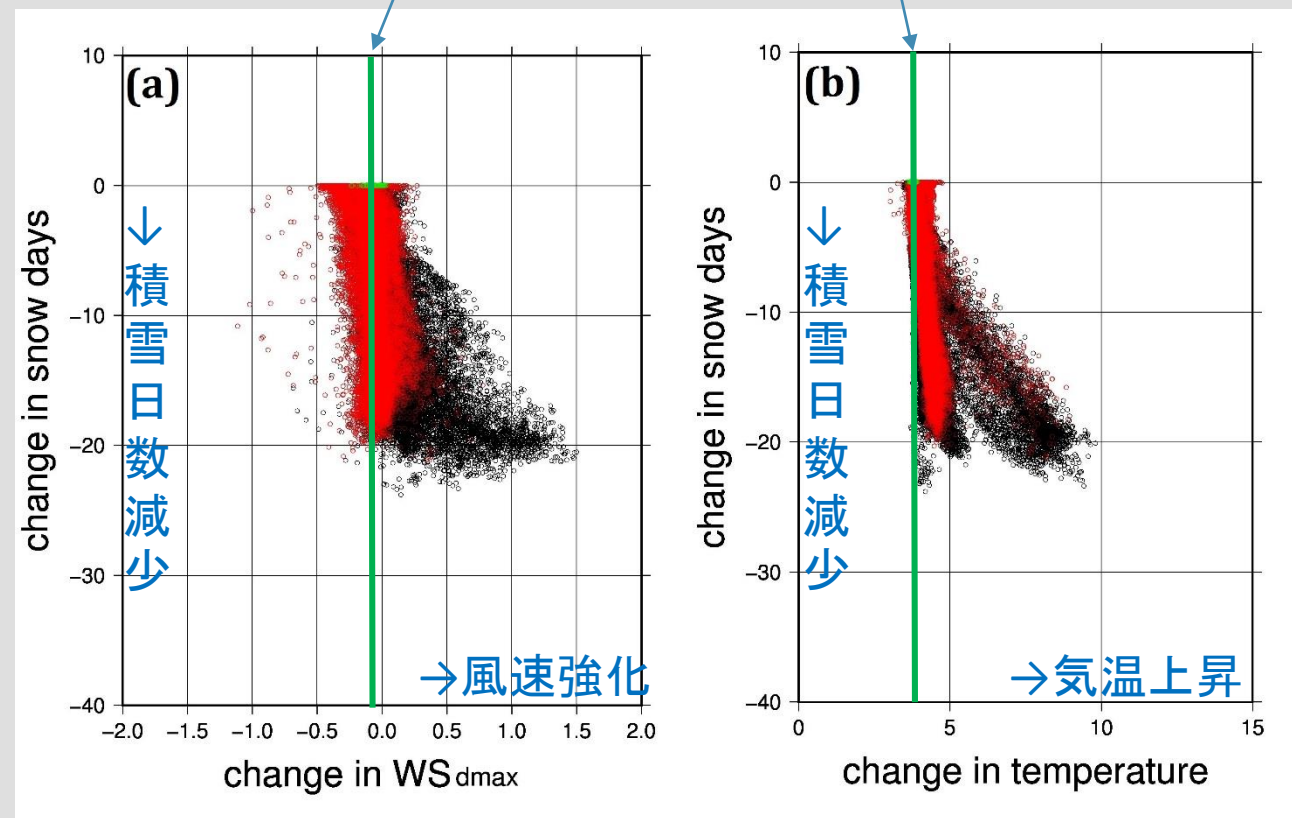 (a)
10
0
−10
−20
−30
−40
change in snow days
↓積雪日数減少
→風速強化
−2.0 −1.5 −1.0 −0.5 0.0 0.5 1.0 1.5 2.0
change in WS dmax
(b)
10
0
−10
−20
−30
−40
change in snow days
↓積雪日数減少
→気温上昇
0 5 10 15
change in temperature